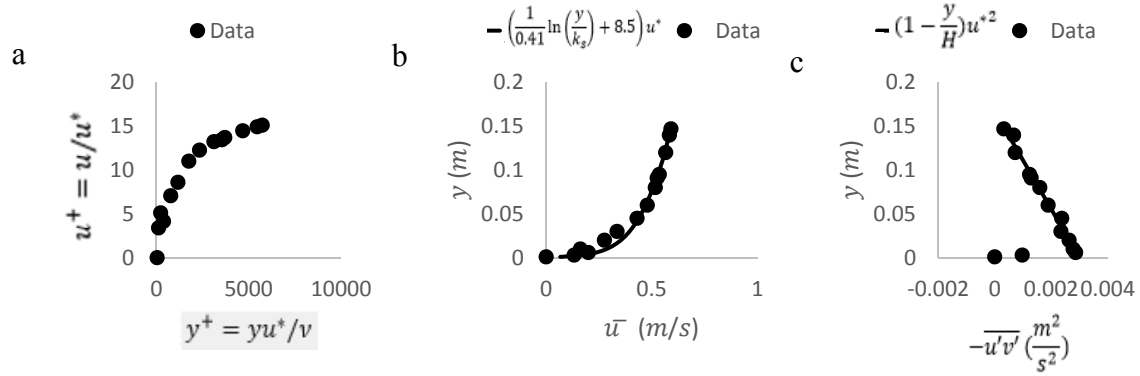 a
● Data
u⁺ = u/u*
20
15
10
5
0
0 5000 10000
y⁺ = yu*/ν
b
– (1/0.41 ln(y/kₛ) + 8.5) u* ● Data
y (m)
0.2
0.15
0.1
0.05
0
0 0.5 1
u̅ (m/s)
c
– (1 − y/H)u*² ● Data
y (m)
0.2
0.15
0.1
0.05
0
-0.002 0 0.002 0.004
−u′v′ (m²/s²)